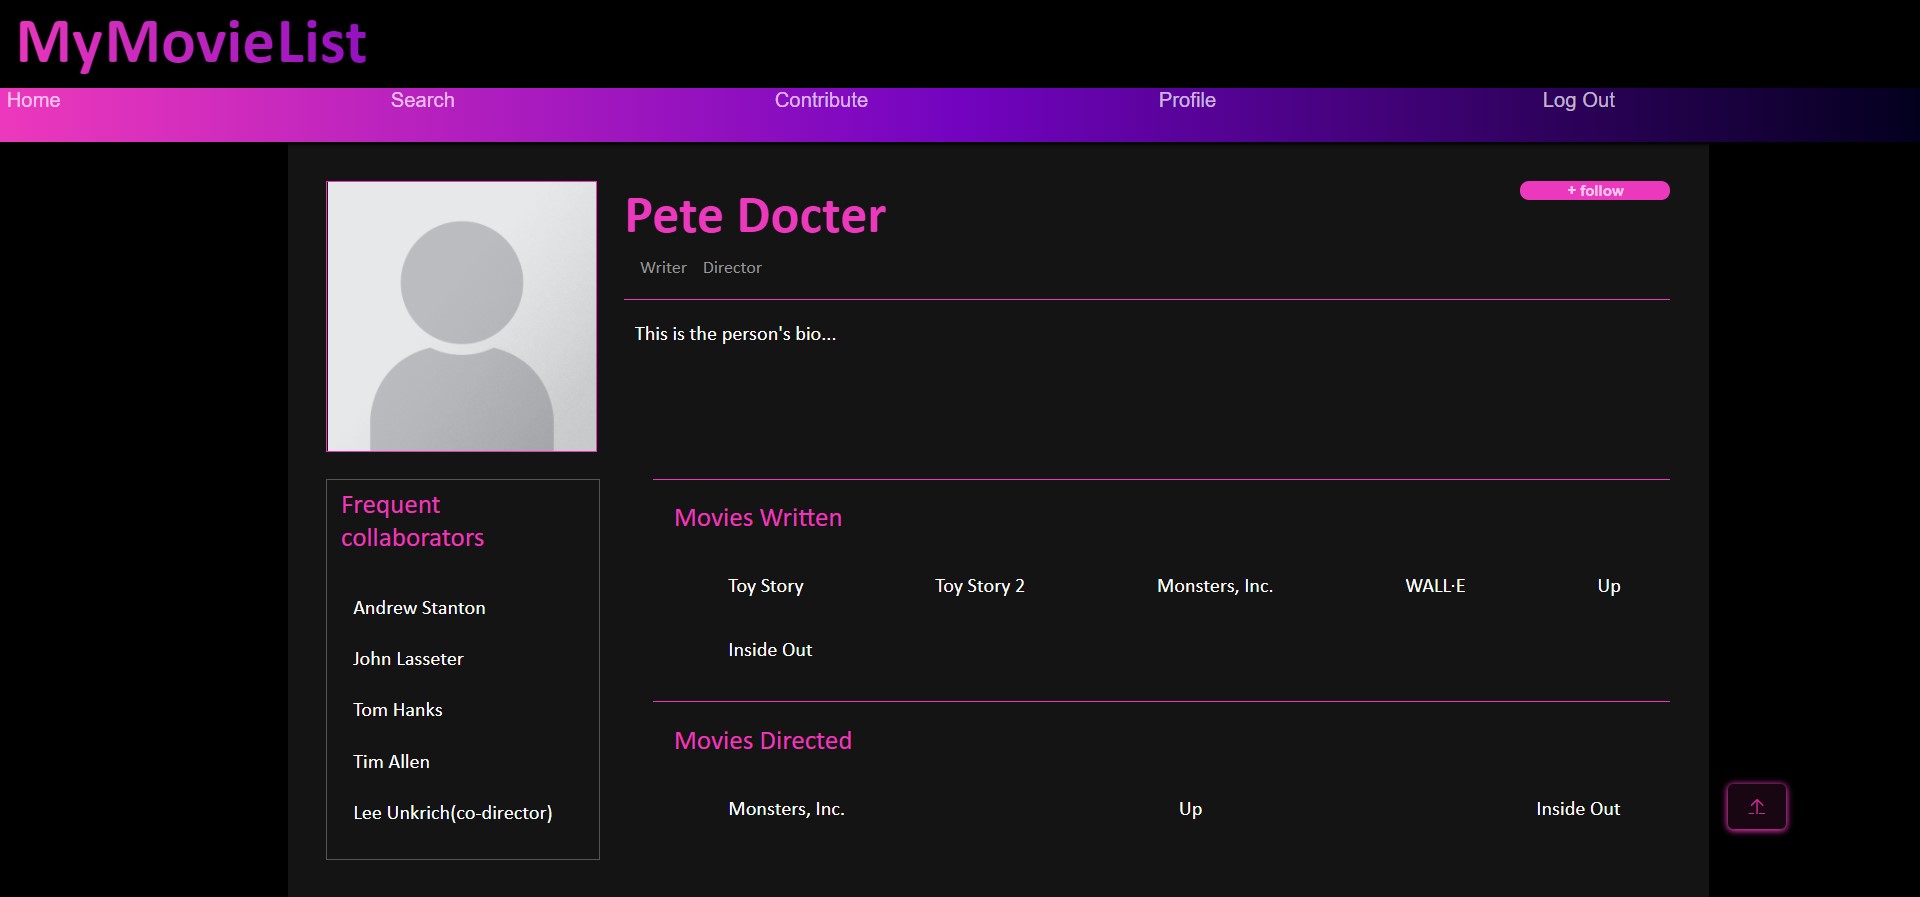 MyMovieList
Home Search Contribute Profile Log Out
Pete Docter
+ follow
Writer Director
This is the person's bio...
Frequent
collaborators
Andrew Stanton
John Lasseter
Tom Hanks
Tim Allen
Lee Unkrich(co-director)
Movies Written
Toy Story Toy Story 2 Monsters, Inc. WALL·E Up
Inside Out
Movies Directed
Monsters, Inc. Up Inside Out